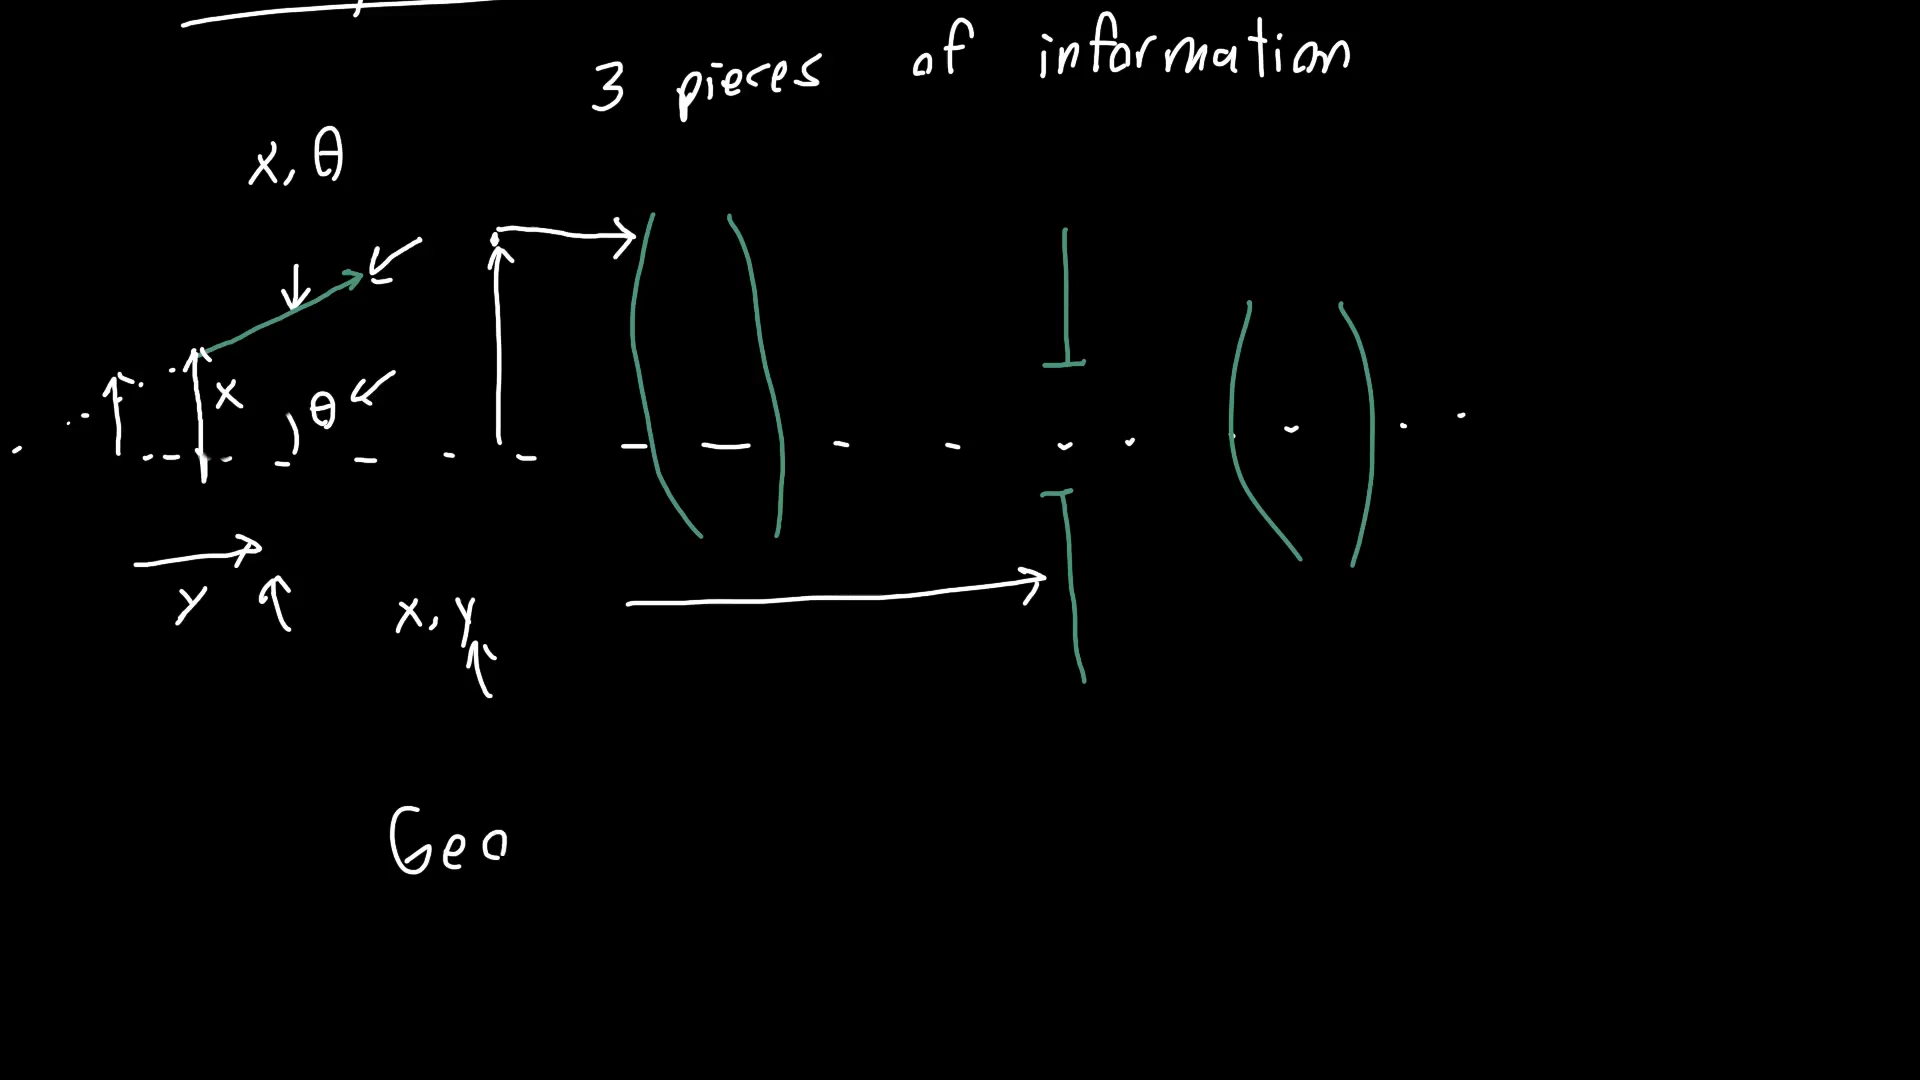 3 pieces of information
x, θ
x
θ
y
x, y
Geo